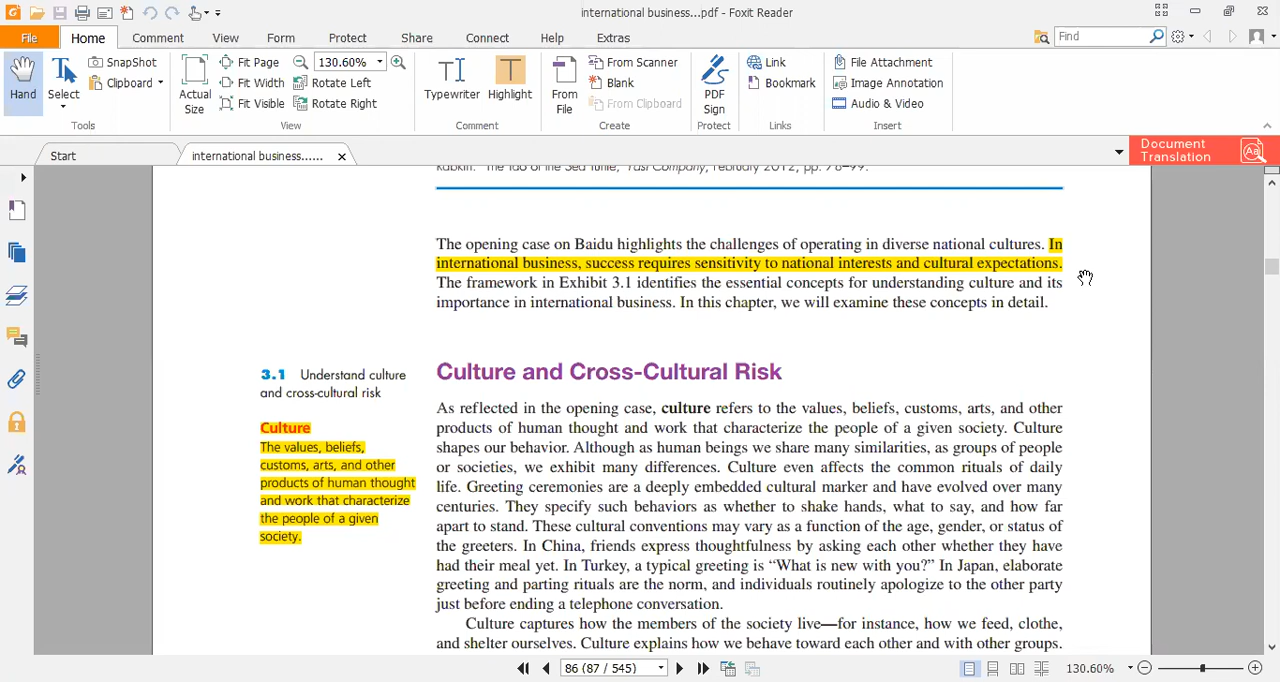 international business...pdf - Foxit Reader
File Home Comment View Form Protect Share Connect Help Extras
Find
Hand
Select
SnapShot
Clipboard
Tools
Actual
Size
Fit Page
Fit Width
Fit Visible
130.60%
Rotate Left
Rotate Right
View
Typewriter
Highlight
Comment
From
File
From Scanner
Blank
From Clipboard
Create
PDF
Sign
Protect
Link
Bookmark
Links
File Attachment
Image Annotation
Audio & Video
Insert
Start
international business......
Document
Translation
Rabkin. "The Tao of the Sea Turtle," Fast Company, February 2012, pp. 78–99.
The opening case on Baidu highlights the challenges of operating in diverse national cultures. In
international business, success requires sensitivity to national interests and cultural expectations.
The framework in Exhibit 3.1 identifies the essential concepts for understanding culture and its
importance in international business. In this chapter, we will examine these concepts in detail.
3.1 Understand culture
and cross-cultural risk
Culture
The values, beliefs,
customs, arts, and other
products of human thought
and work that characterize
the people of a given
society.
Culture and Cross-Cultural Risk
As reflected in the opening case, culture refers to the values, beliefs, customs, arts, and other
products of human thought and work that characterize the people of a given society. Culture
shapes our behavior. Although as human beings we share many similarities, as groups of people
or societies, we exhibit many differences. Culture even affects the common rituals of daily
life. Greeting ceremonies are a deeply embedded cultural marker and have evolved over many
centuries. They specify such behaviors as whether to shake hands, what to say, and how far
apart to stand. These cultural conventions may vary as a function of the age, gender, or status of
the greeters. In China, friends express thoughtfulness by asking each other whether they have
had their meal yet. In Turkey, a typical greeting is “What is new with you?” In Japan, elaborate
greeting and parting rituals are the norm, and individuals routinely apologize to the other party
just before ending a telephone conversation.
Culture captures how the members of the society live—for instance, how we feed, clothe,
and shelter ourselves. Culture explains how we behave toward each other and with other groups.
86 (87 / 545)
130.60%